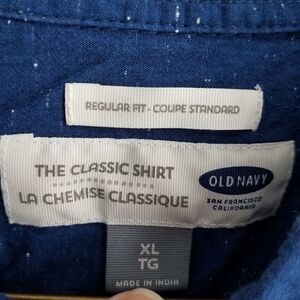 REGULAR FIT - COUPE STANDARD
THE CLASSIC SHIRT
LA CHEMISE CLASSIQUE
OLD NAVY
SAN FRANCISCO
CALIFORNIA
XL
TG
MADE IN INDIA